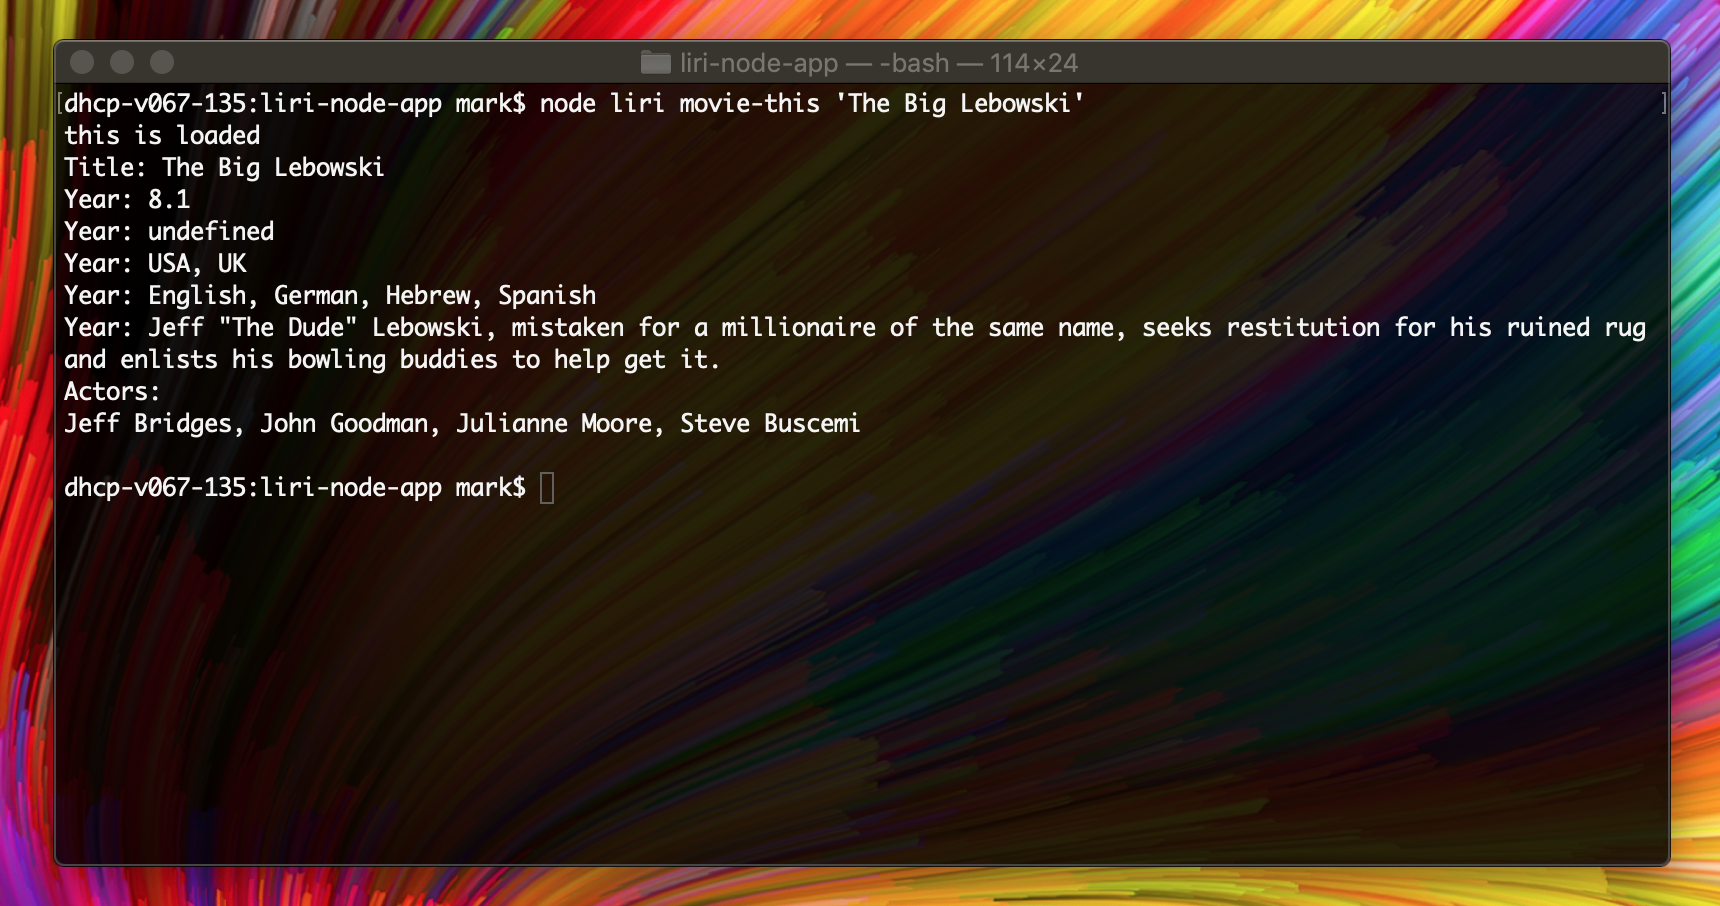 liri-node-app — -bash — 114×24
[dhcp-v067-135:liri-node-app mark$ node liri movie-this 'The Big Lebowski' ]
this is loaded
Title: The Big Lebowski
Year: 8.1
Year: undefined
Year: USA, UK
Year: English, German, Hebrew, Spanish
Year: Jeff "The Dude" Lebowski, mistaken for a millionaire of the same name, seeks restitution for his ruined rug
and enlists his bowling buddies to help get it.
Actors:
Jeff Bridges, John Goodman, Julianne Moore, Steve Buscemi
dhcp-v067-135:liri-node-app mark$